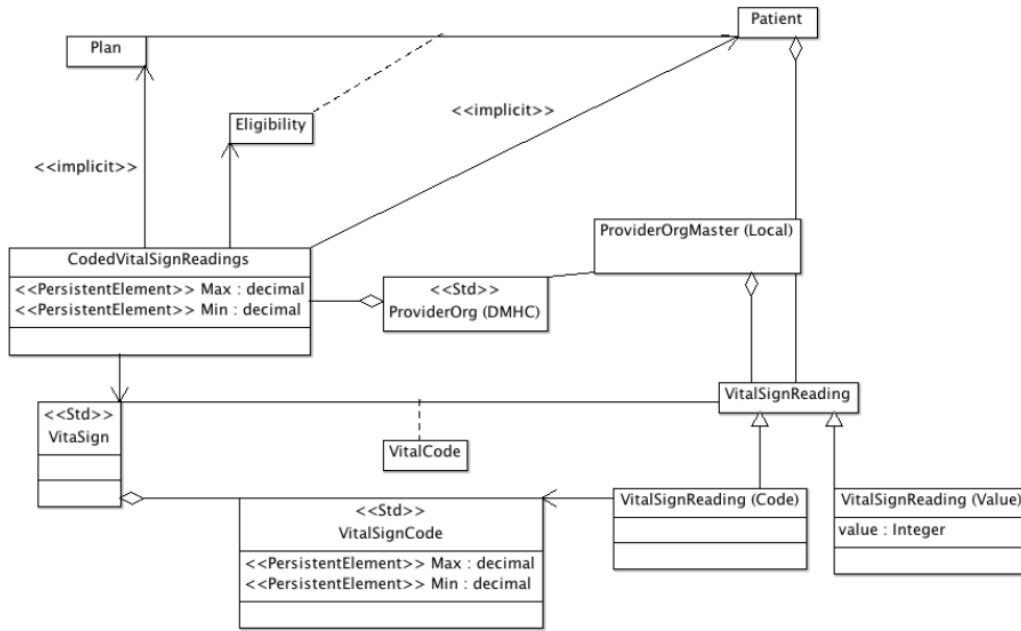 Patient
Plan
<<implicit>>
Eligibility
<<implicit>>
ProviderOrgMaster (Local)
CodedVitalSignReadings
<<PersistentElement>> Max : decimal
<<PersistentElement>> Min : decimal
<<Std>>
ProviderOrg (DMHC)
VitalSignReading
<<Std>>
VitaSign
VitalCode
VitalSignReading (Code)
VitalSignReading (Value)
value : Integer
<<Std>>
VitalSignCode
<<PersistentElement>> Max : decimal
<<PersistentElement>> Min : decimal